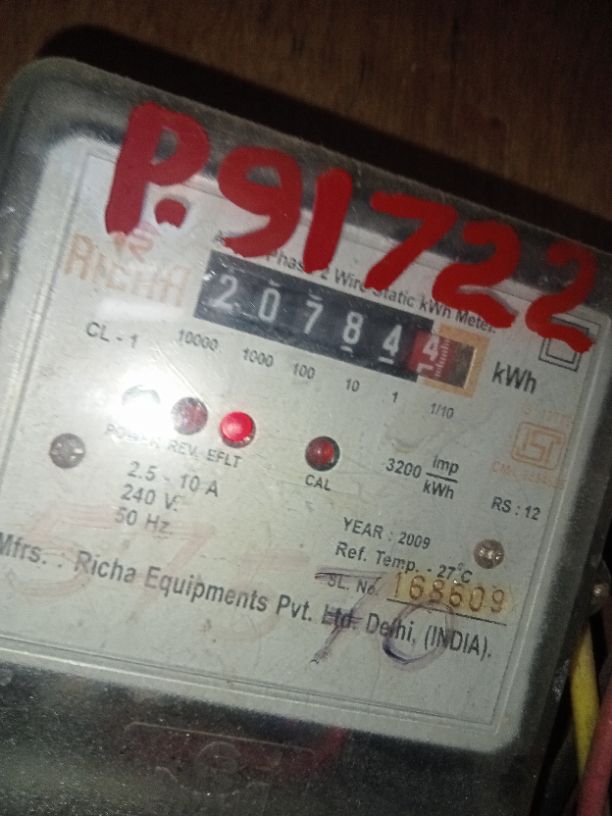 P.91722
Phase 2 Wire Static kWh Meter.
RICHA
207844
kWh
CL - 1
10000 1000 100 10 1 1/10
POWER REV. EFLT
CAL
3200 imp/kWh
2.5 - 10 A
240 V.
50 Hz
RS : 12
YEAR : 2009
Ref. Temp. - 27°C
SL. No. 168609
Mfrs. : Richa Equipments Pvt. Ltd. Delhi, (INDIA).